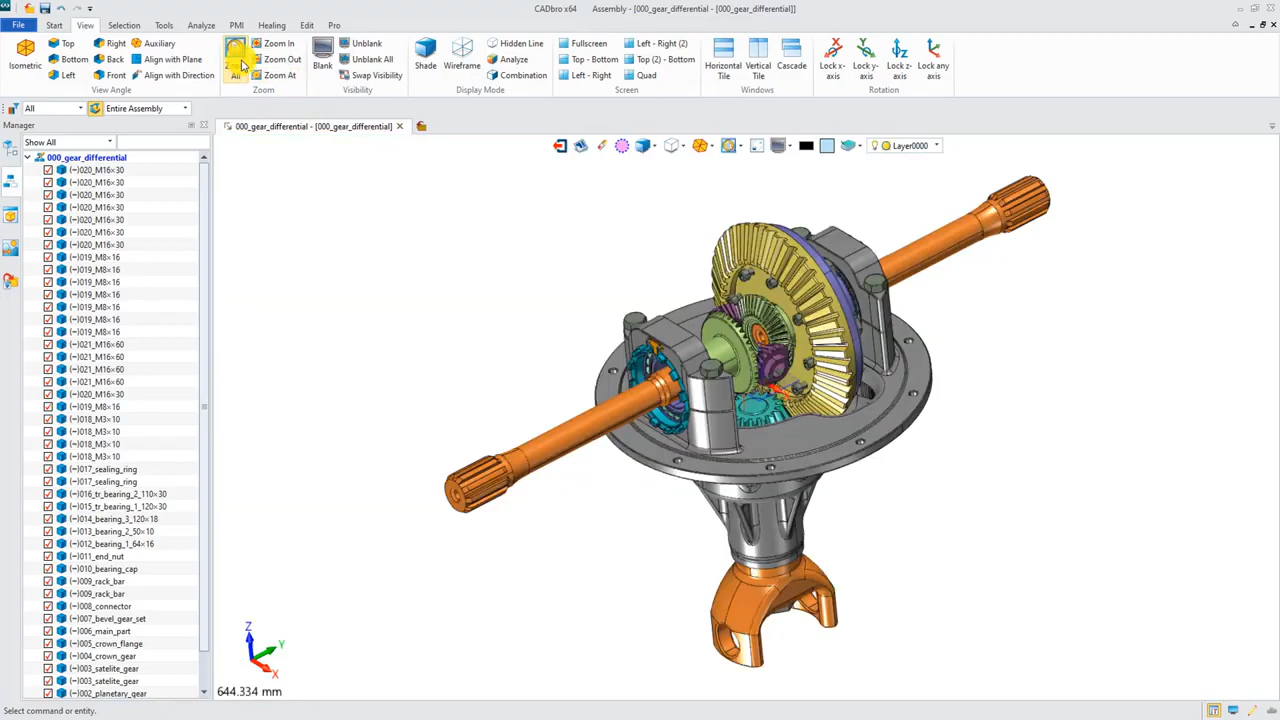 CADbro x64
Assembly - [000_gear_differential - [000_gear_differential]]
File
Start
View
Selection
Tools
Analyze
PMI
Healing
Edit
Pro
Isometric
Top
Bottom
Left
Right
Back
Front
Auxiliary
Align with Plane
Align with Direction
View Angle
All
Zoom In
Zoom Out
Zoom At
Zoom
Blank
Unblank
Unblank All
Swap Visibility
Visibility
Shade
Wireframe
Hidden Line
Analyze
Combination
Display Mode
Fullscreen
Top - Bottom
Left - Right
Left - Right (2)
Top (2) - Bottom
Quad
Screen
Horizontal Tile
Vertical Tile
Cascade
Windows
Lock x-axis
Lock y-axis
Lock z-axis
Lock any axis
Rotation
All
Entire Assembly
Manager
000_gear_differential - [000_gear_differential]
Show All
Layer0000
000_gear_differential
(−)020_M16×30
(−)020_M16×30
(−)020_M16×30
(−)020_M16×30
(−)020_M16×30
(−)020_M16×30
(−)020_M16×30
(−)019_M8×16
(−)019_M8×16
(−)019_M8×16
(−)019_M8×16
(−)019_M8×16
(−)019_M8×16
(−)019_M8×16
(−)021_M16×60
(−)021_M16×60
(−)021_M16×60
(−)021_M16×60
(−)020_M16×30
(−)019_M8×16
(−)018_M3×10
(−)018_M3×10
(−)018_M3×10
(−)018_M3×10
(−)017_sealing_ring
(−)017_sealing_ring
(−)016_tr_bearing_2_110×30
(−)015_tr_bearing_1_120×30
(−)014_bearing_3_120×18
(−)013_bearing_2_50×10
(−)012_bearing_1_64×16
(−)011_end_nut
(−)010_bearing_cap
(−)009_rack_bar
(−)009_rack_bar
(−)008_connector
(−)007_bevel_gear_set
(−)006_main_part
(−)005_crown_flange
(−)004_crown_gear
(−)003_satelite_gear
(−)003_satelite_gear
(−)002_planetary_gear
Z
Y
X
644.334 mm
Select command or entity.